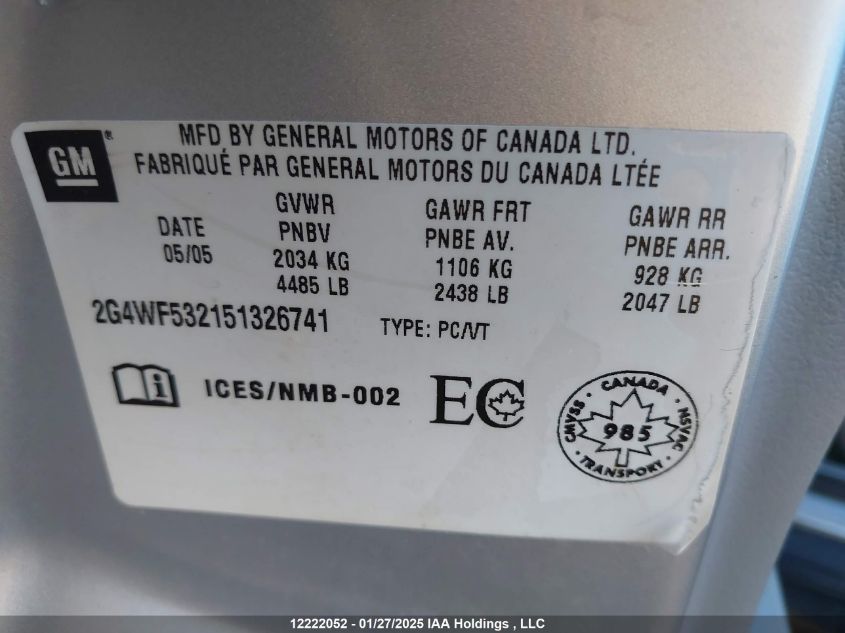 GM®
MFD BY GENERAL MOTORS OF CANADA LTD.
FABRIQUÉ PAR GENERAL MOTORS DU CANADA LTÉE
DATE
05/05
GVWR
PNBV
2034 KG
4485 LB
GAWR FRT
PNBE AV.
1106 KG
2438 LB
GAWR RR
PNBE ARR.
928 KG
2047 LB
2G4WF532151326741
TYPE: PC/VT
i
ICES/NMB-002
EC
CANADA
CMVSS
985
NSVAC
TRANSPORT
12222052 - 01/27/2025 IAA Holdings , LLC